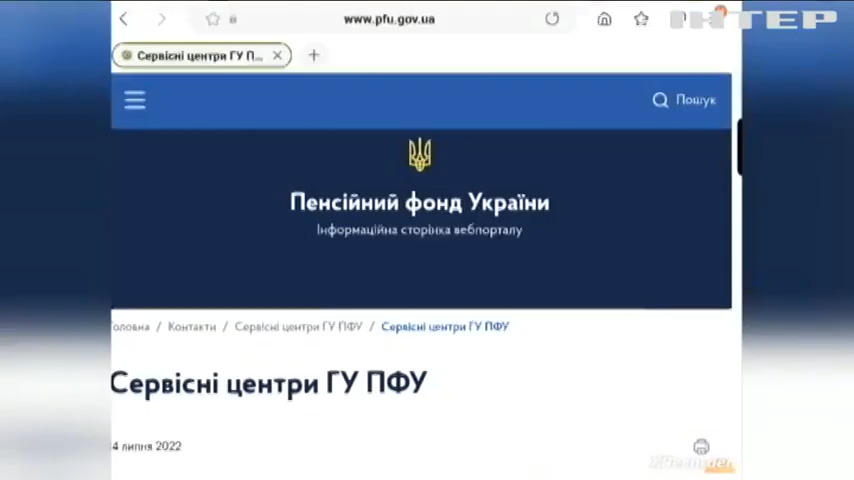 www.pfu.gov.ua
ІНТЕР
Сервісні центри ГУ П...
Пошук
Пенсійний фонд України
Інформаційна сторінка вебпорталу
оловна / Контакти / Сервісні центри ГУ ПФУ / Сервісні центри ГУ ПФУ
Сервісні центри ГУ ПФУ
4 липня 2022